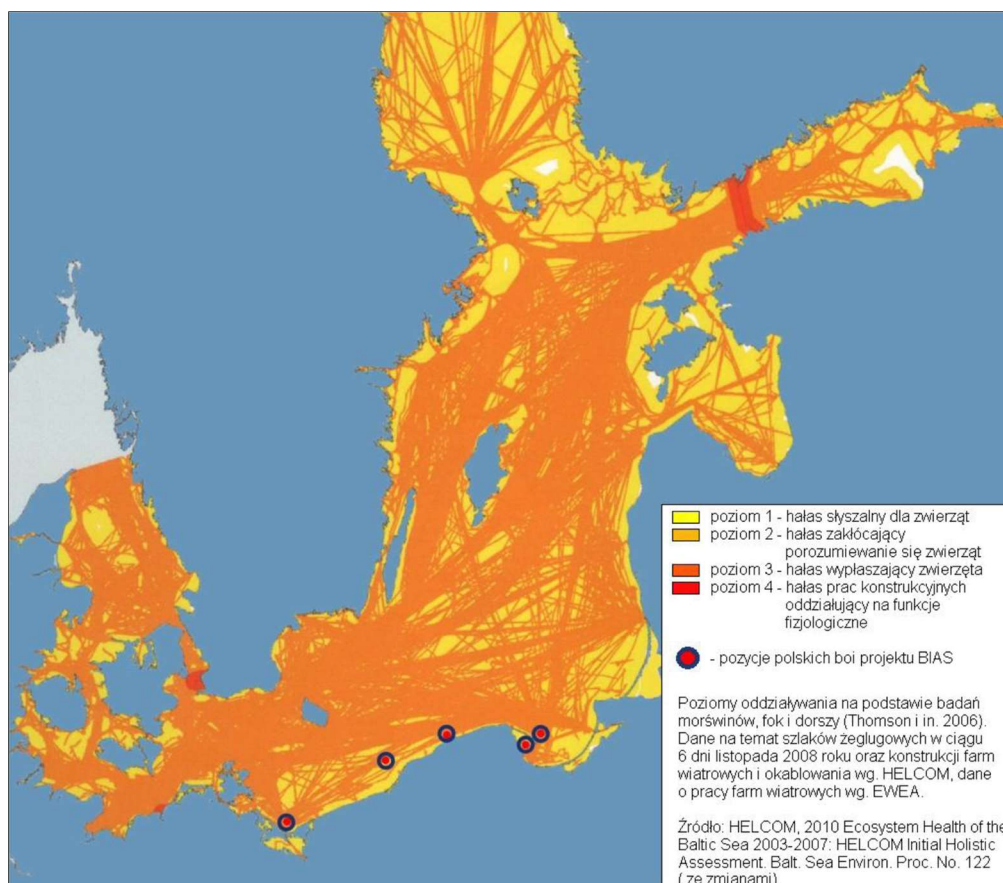 poziom 1 - hałas słyszalny dla zwierząt
poziom 2 - hałas zakłócający
porozumiewanie się zwierząt
poziom 3 - hałas wypłaszający zwierzęta
poziom 4 - hałas prac konstrukcyjnych
oddziałujący na funkcje
fizjologiczne
- pozycje polskich boi projektu BIAS
Poziomy oddziaływania na podstawie badań
morświnów, fok i dorszy (Thomson i in. 2006).
Dane na temat szlaków żeglugowych w ciągu
6 dni listopada 2008 roku oraz konstrukcji farm
wiatrowych i okablowania wg. HELCOM, dane
o pracy farm wiatrowych wg. EWEA.
Źródło: HELCOM, 2010 Ecosystem Health of the
Baltic Sea 2003-2007: HELCOM Initial Holistic
Assessment. Balt. Sea Environ. Proc. No. 122
( ze zmianami)